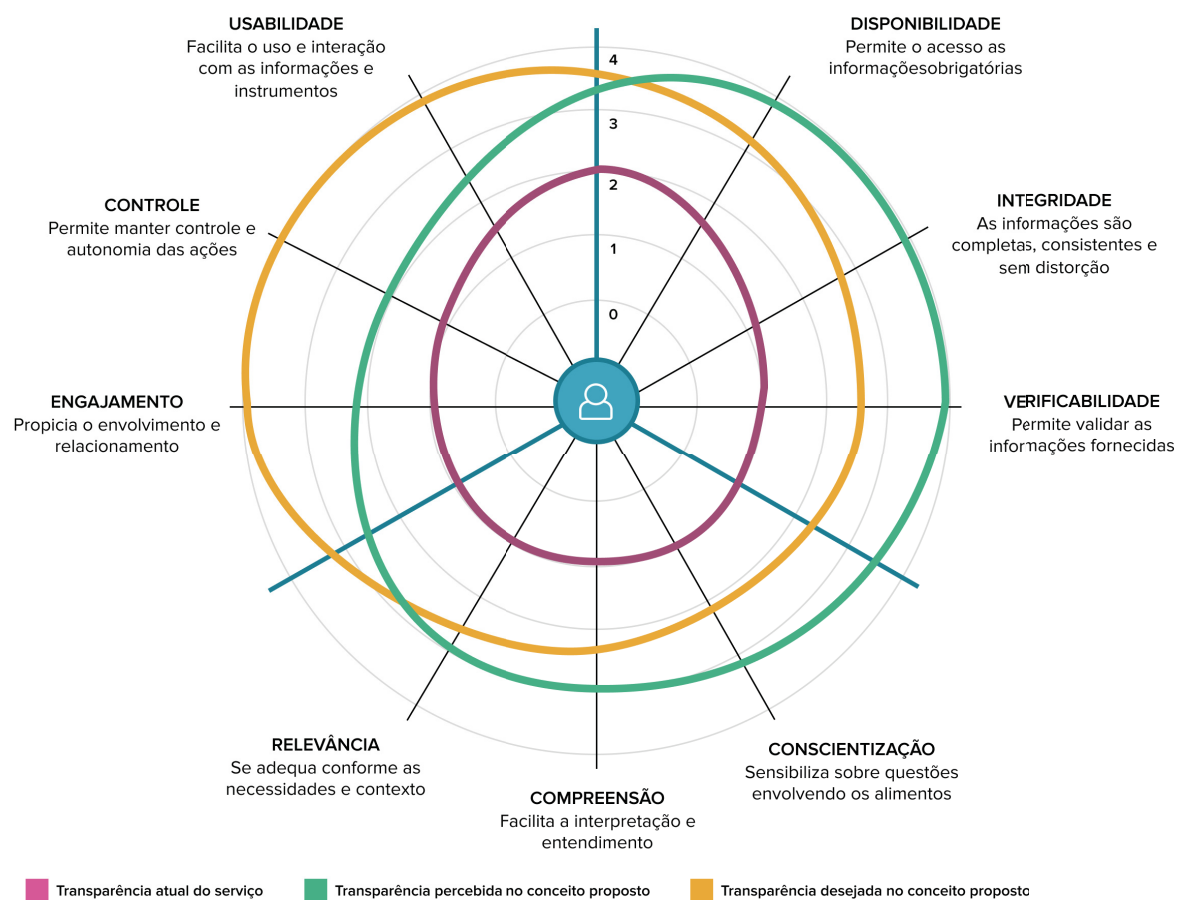 USABILIDADE
Facilita o uso e interação
com as informações e
instrumentos
DISPONIBILIDADE
Permite o acesso as
informaçõesobrigatórias
4
3
2
1
0
CONTROLE
Permite manter controle e
autonomia das ações
INTEGRIDADE
As informações são
completas, consistentes e
sem distorção
ENGAJAMENTO
Propicia o envolvimento e
relacionamento
VERIFICABILIDADE
Permite validar as
informações fornecidas
RELEVÂNCIA
Se adequa conforme as
necessidades e contexto
COMPREENSÃO
Facilita a interpretação e
entendimento
CONSCIENTIZAÇÃO
Sensibiliza sobre questões
envolvendo os alimentos
Transparência atual do serviço
Transparência percebida no conceito proposto
Transparência desejada no conceito proposto